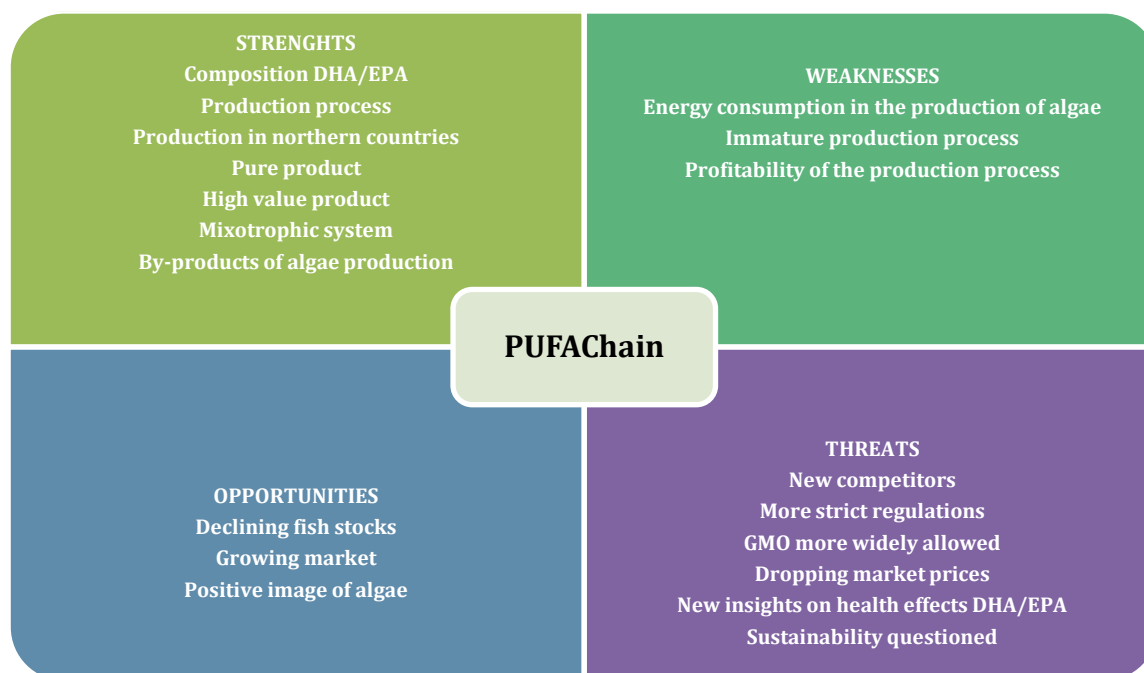 STRENGHTS
Composition DHA/EPA
Production process
Production in northern countries
Pure product
High value product
Mixotrophic system
By-products of algae production
WEAKNESSES
Energy consumption in the production of algae
Immature production process
Profitability of the production process
PUFAChain
OPPORTUNITIES
Declining fish stocks
Growing market
Positive image of algae
THREATS
New competitors
More strict regulations
GMO more widely allowed
Dropping market prices
New insights on health effects DHA/EPA
Sustainability questioned